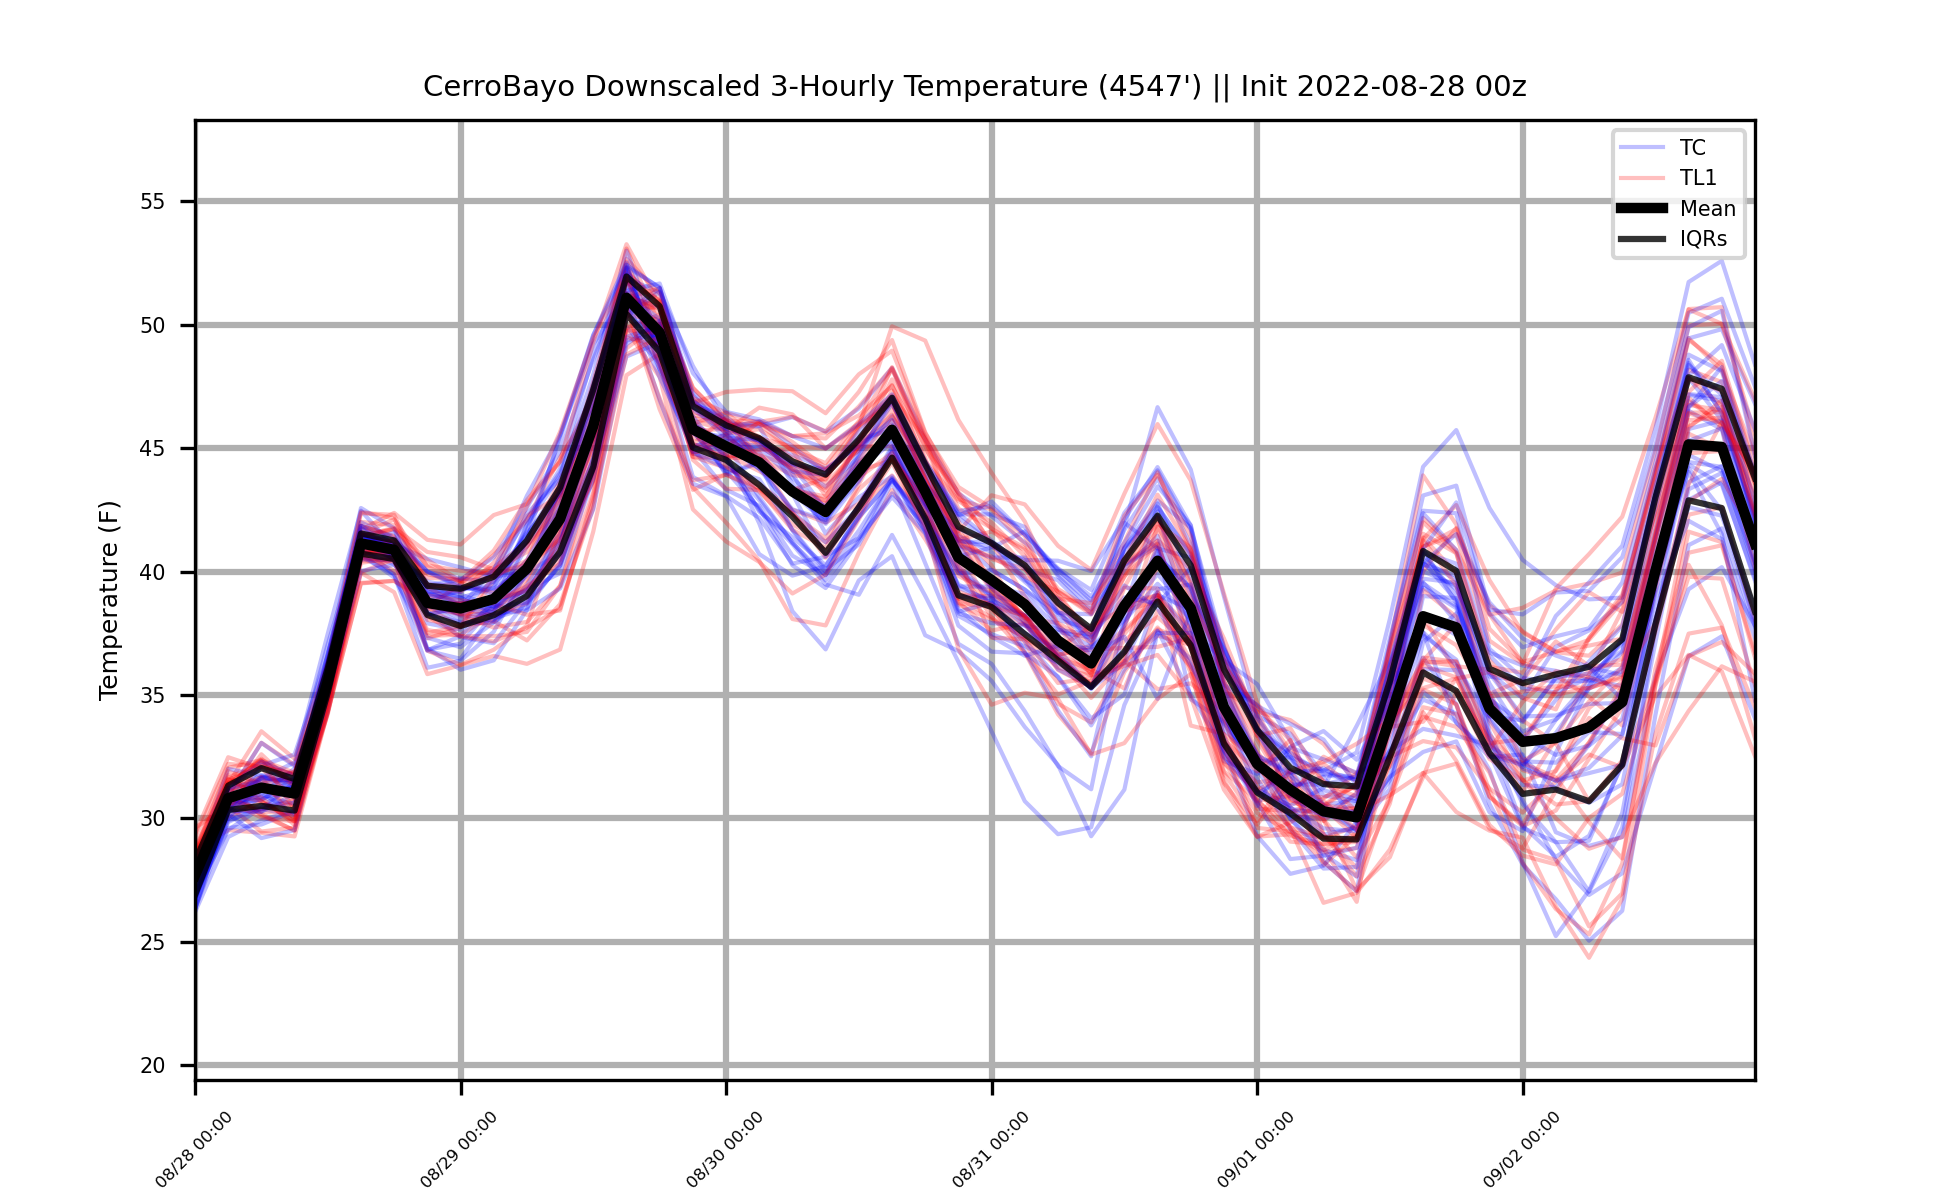 CerroBayo Downscaled 3-Hourly Temperature (4547') || Init 2022-08-28 00z
TC
TL1
Mean
IQRs
Temperature (F)
55
50
45
40
35
30
25
20
08/28 00:00
08/29 00:00
08/30 00:00
08/31 00:00
09/01 00:00
09/02 00:00